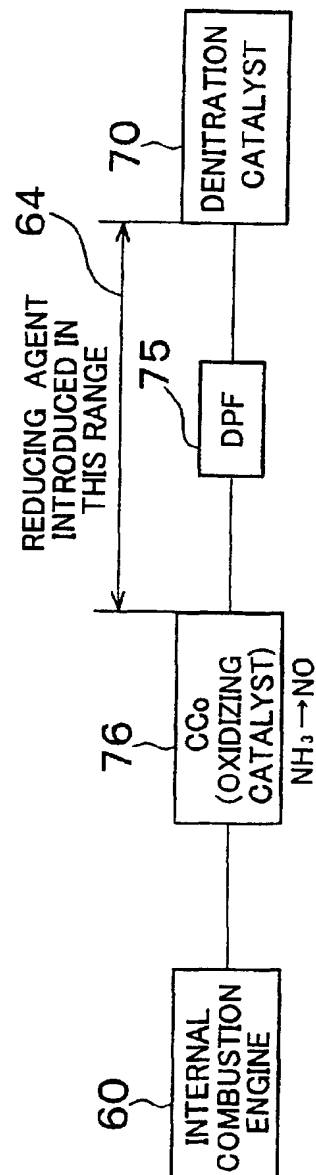 60
INTERNAL
COMBUSTION
ENGINE
76
CCo
(OXIDIZING
CATALYST)
NH₃→NO
REDUCING AGENT
INTRODUCED IN
THIS RANGE
64
75
DPF
70
DENITRATION
CATALYST